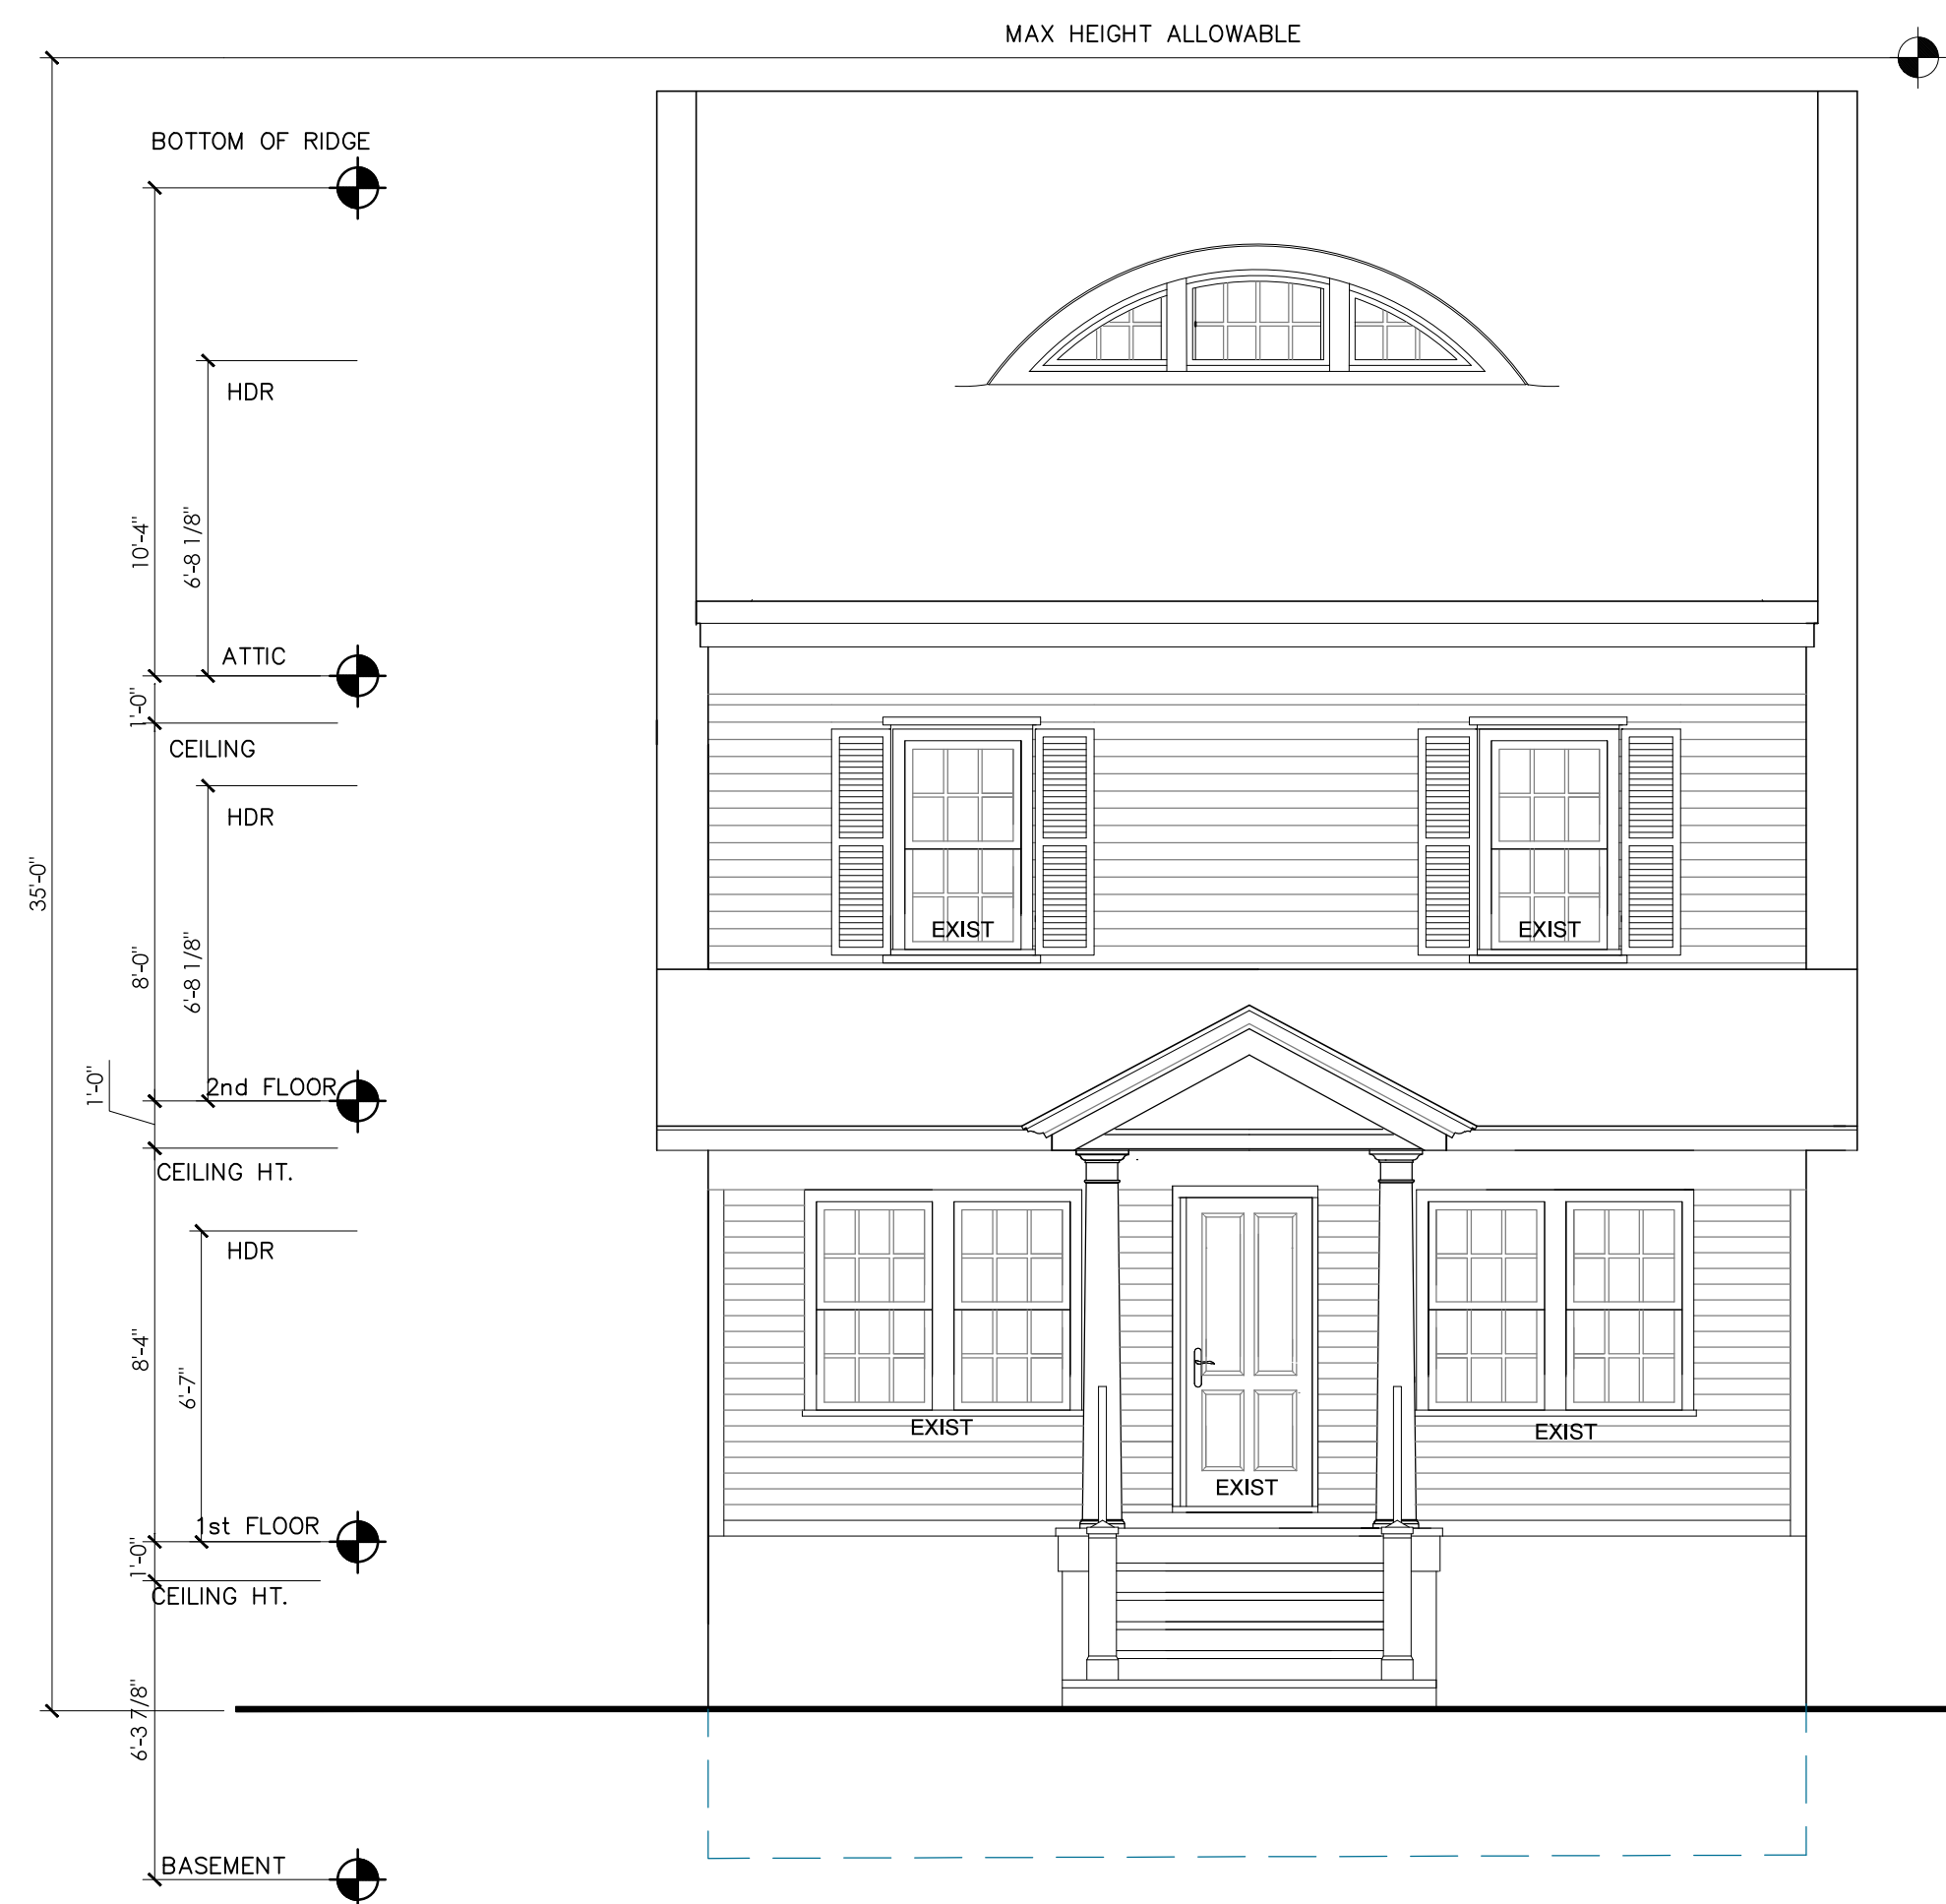 MAX HEIGHT ALLOWABLE
BOTTOM OF RIDGE
HDR
10'-4"
6'-8 1/8"
ATTIC
1'-0"
CEILING
HDR
35'-0"
8'-0"
6'-8 1/8"
EXIST
EXIST
1'-0"
2nd FLOOR
CEILING HT.
HDR
8'-4"
6'-7"
EXIST
EXIST
EXIST
1st FLOOR
1'-0"
CEILING HT.
6'-3 7/8"
BASEMENT